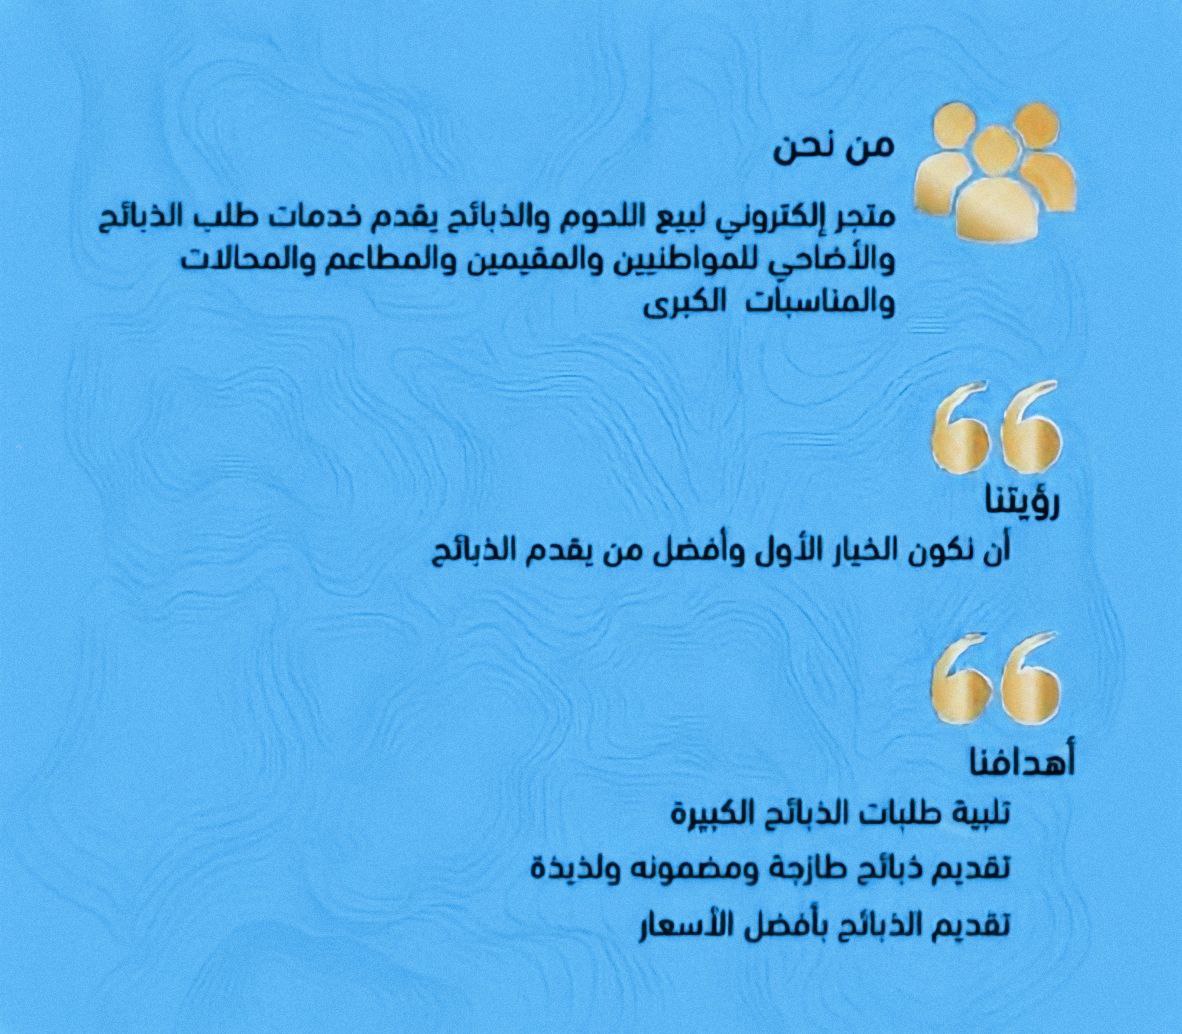 من نحن
متجر إلكتروني لبيع اللحوم والذبائح يقدم خدمات طلب الذبائح
والأضاحي للمواطنيين والمقيمين والمطاعم والمحالات
والمناسبات الكبرى
رؤيتنا
أن نكون الخيار الأول وأفضل من يقدم الذبائح
أهدافنا
تلبية طلبات الذبائح الكبيرة
تقديم ذبائح طازجة ومضمونه ولذيذة
تقديم الذبائح بأفضل الأسعار